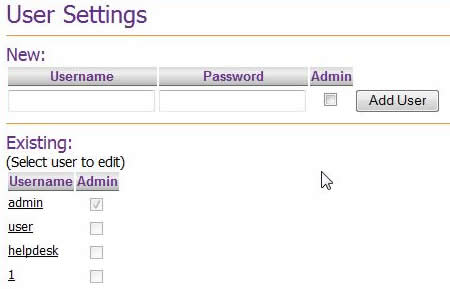 User Settings
New:
Username Password Admin
Add User
Existing:
(Select user to edit)
Username Admin
admin
user
helpdesk
1